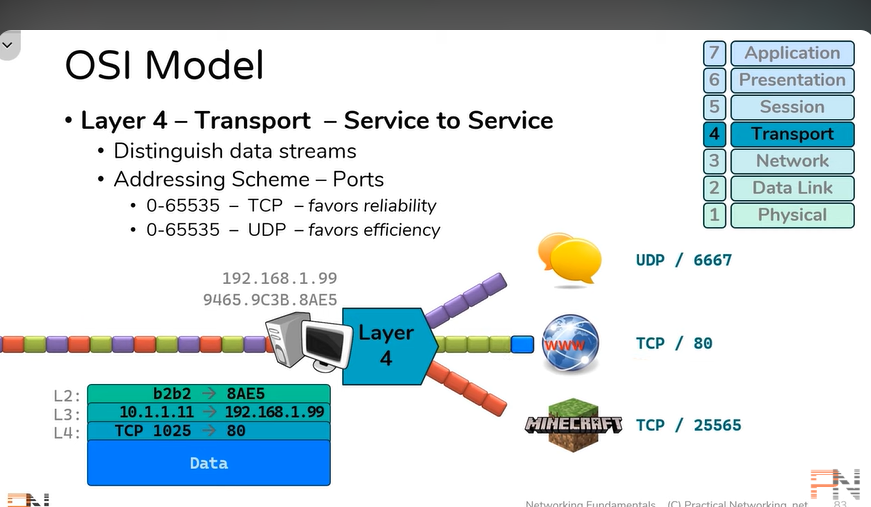 OSI Model
• Layer 4 – Transport – Service to Service
• Distinguish data streams
• Addressing Scheme – Ports
• 0-65535 – TCP – favors reliability
• 0-65535 – UDP – favors efficiency
7 Application
6 Presentation
5 Session
4 Transport
3 Network
2 Data Link
1 Physical
192.168.1.99
9465.9C3B.8AE5
Layer
4
UDP / 6667
WWW
TCP / 80
MINECRAFT
TCP / 25565
L2: b2b2 → 8AE5
L3: 10.1.1.11 → 192.168.1.99
L4: TCP 1025 → 80
Data
PN
Networking Fundamentals (C) Practical Networking .net 83